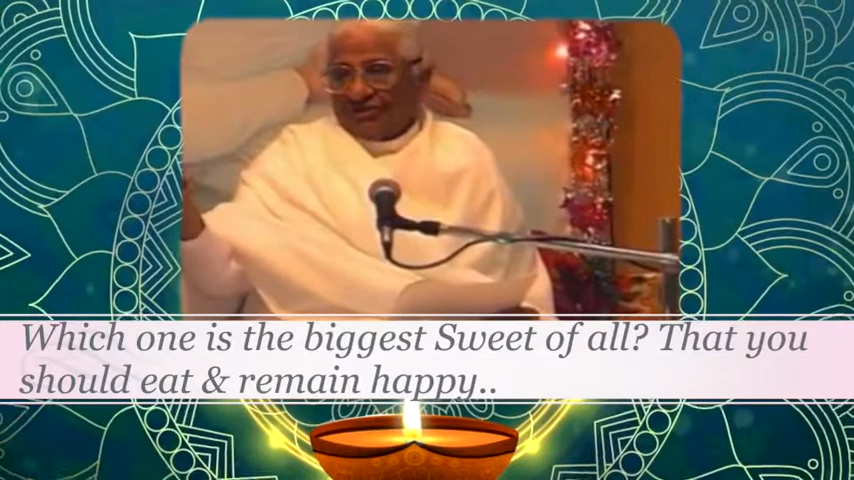 Which one is the biggest Sweet of all? That you
should eat & remain happy..